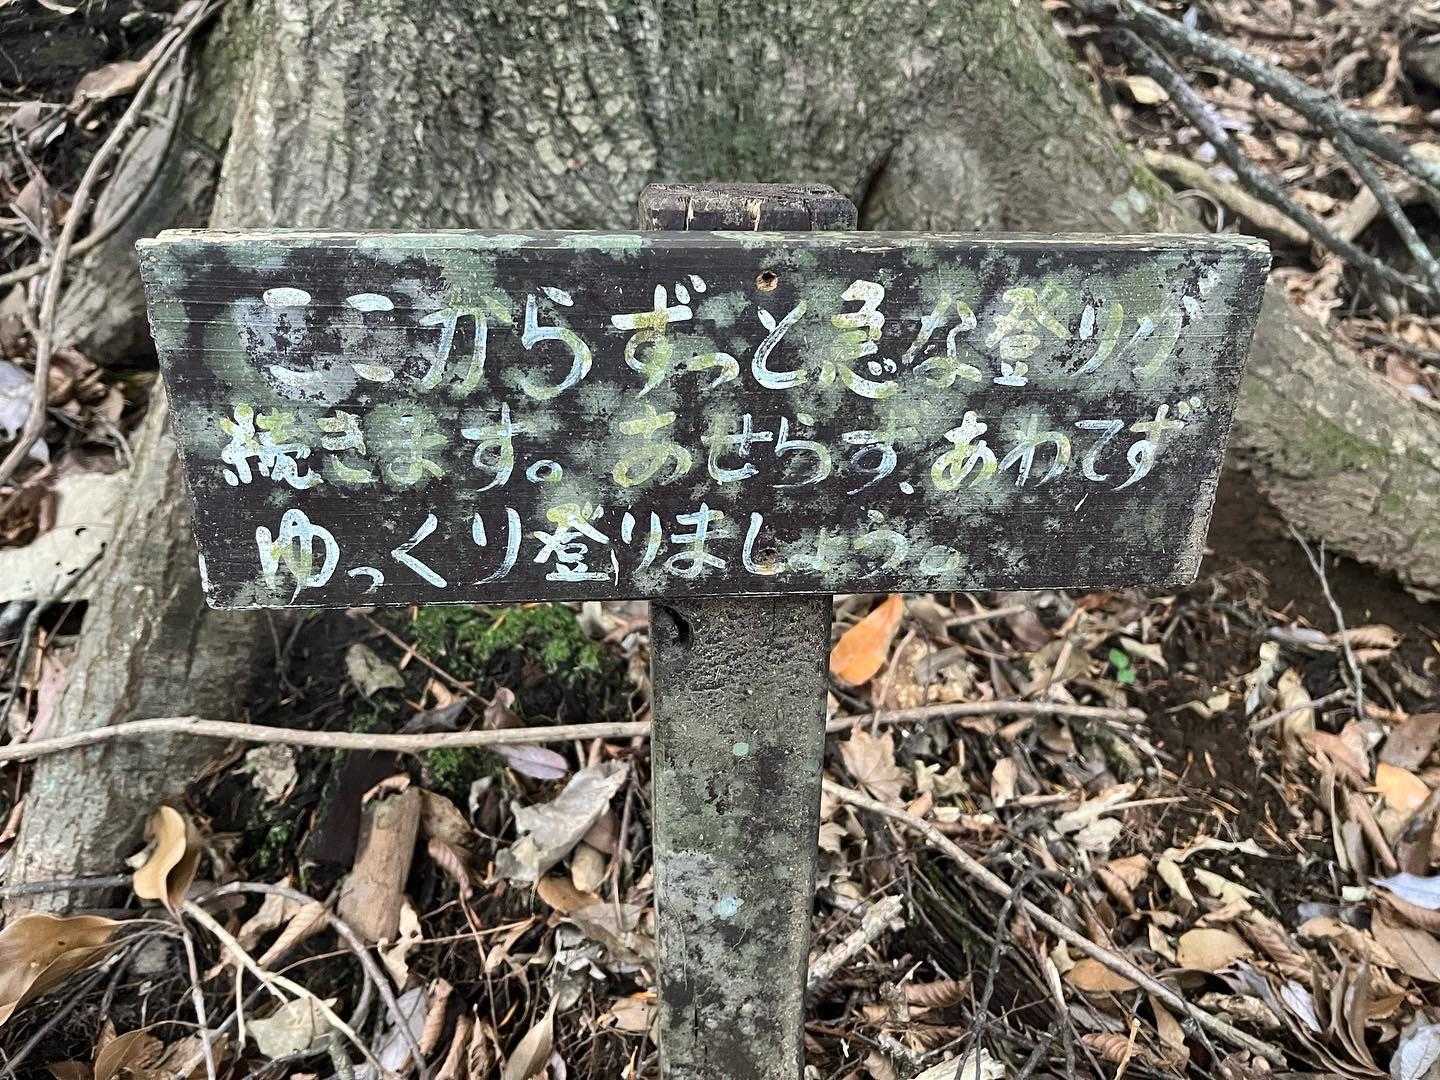 ここからずっと急な登りが
続きます。あせらず、あわてず
ゆっくり登りましょう。